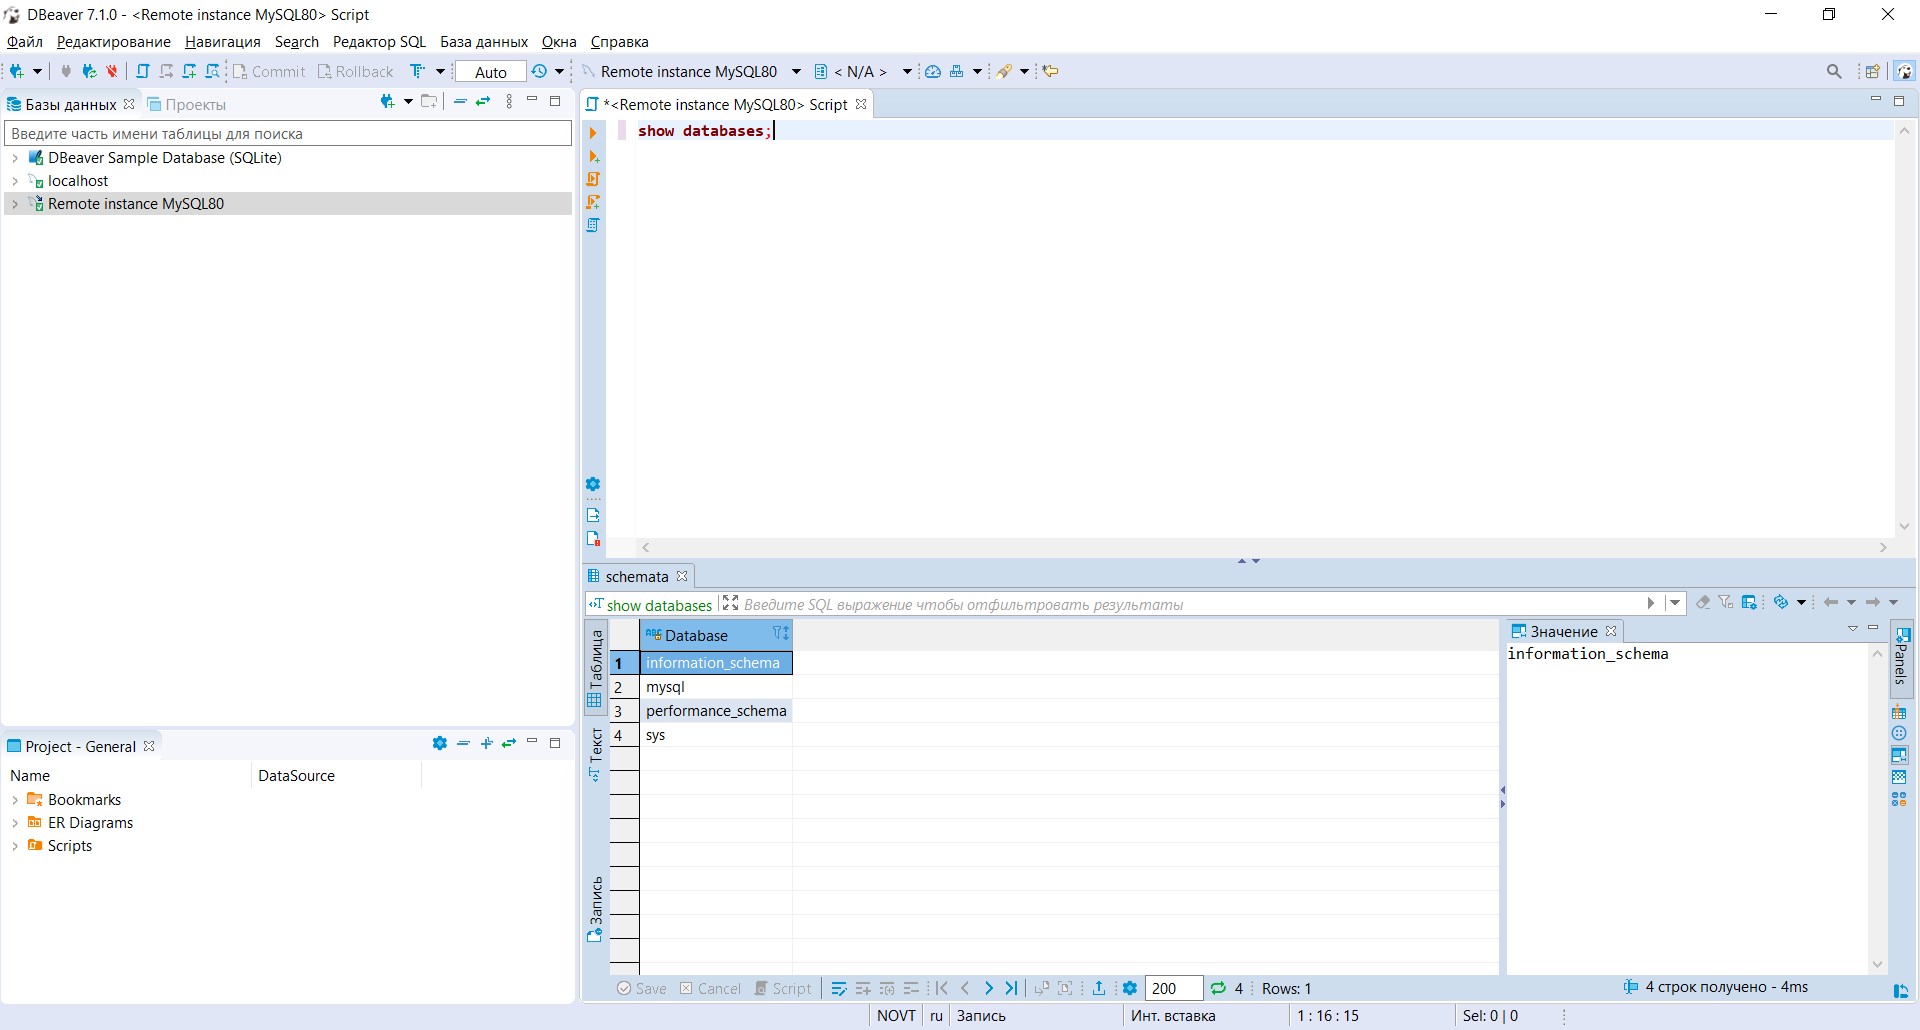 DBeaver 7.1.0 - <Remote instance MySQL80> Script
Файл Редактирование Навигация Search Редактор SQL База данных Окна Справка
Commit Rollback Auto Remote instance MySQL80 < N/A >
Базы данных Проекты
*<Remote instance MySQL80> Script
Введите часть имени таблицы для поиска
DBeaver Sample Database (SQLite)
localhost
Remote instance MySQL80
show databases;
schemata
show databases Введите SQL выражение чтобы отфильтровать результаты
Таблица
Текст
Запись
ABC Database
1 information_schema
2 mysql
3 performance_schema
4 sys
Значение
information_schema
Panels
Project - General
Name DataSource
Bookmarks
ER Diagrams
Scripts
Save Cancel Script 200 4 Rows: 1 4 строк получено - 4ms
NOVT ru Запись Инт. вставка 1 : 16 : 15 Sel: 0 | 0